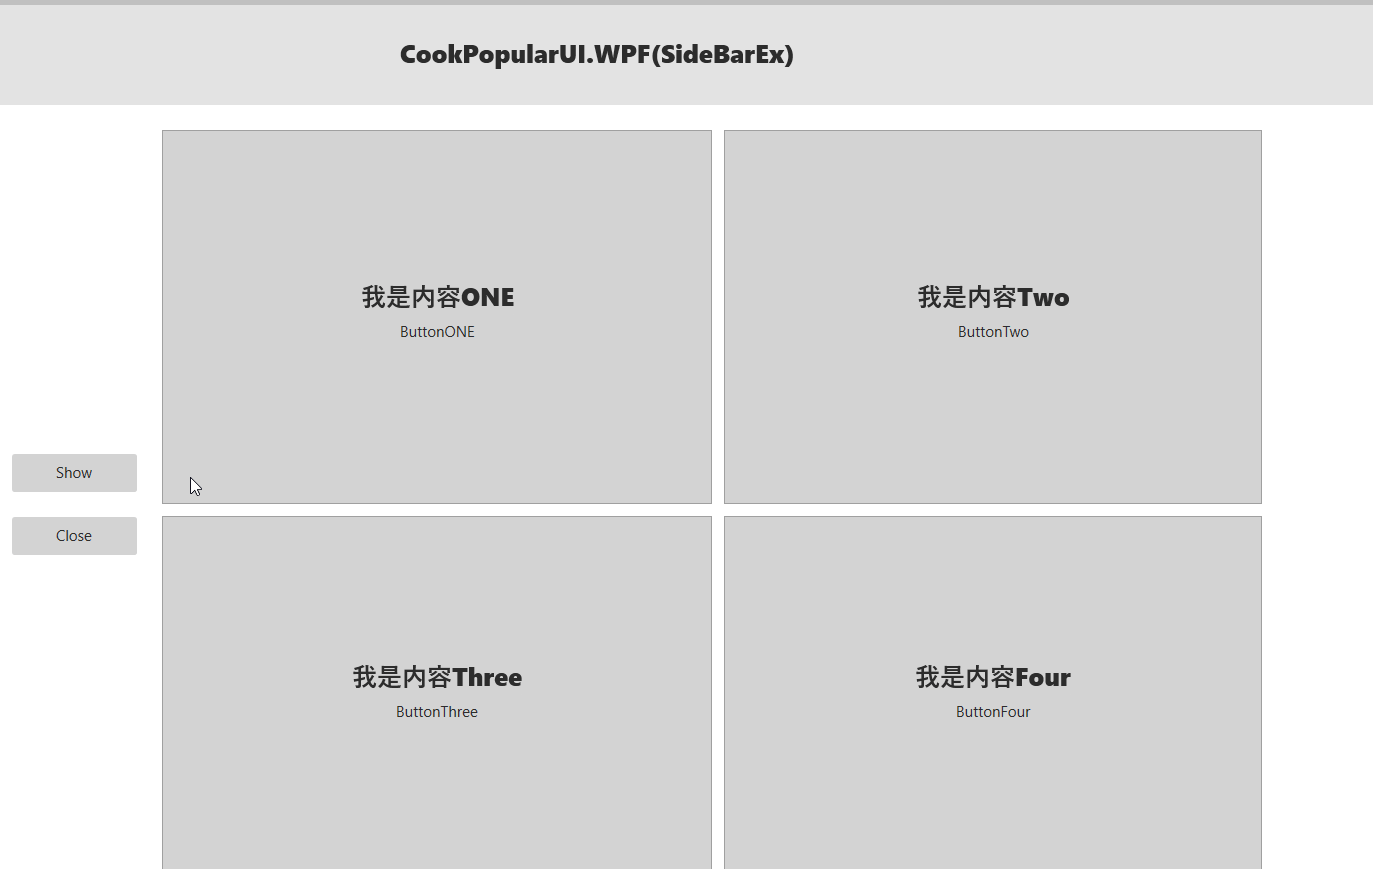 CookPopularUI.WPF(SideBarEx)
我是内容ONE
ButtonONE
我是内容Two
ButtonTwo
Show
Close
我是内容Three
ButtonThree
我是内容Four
ButtonFour